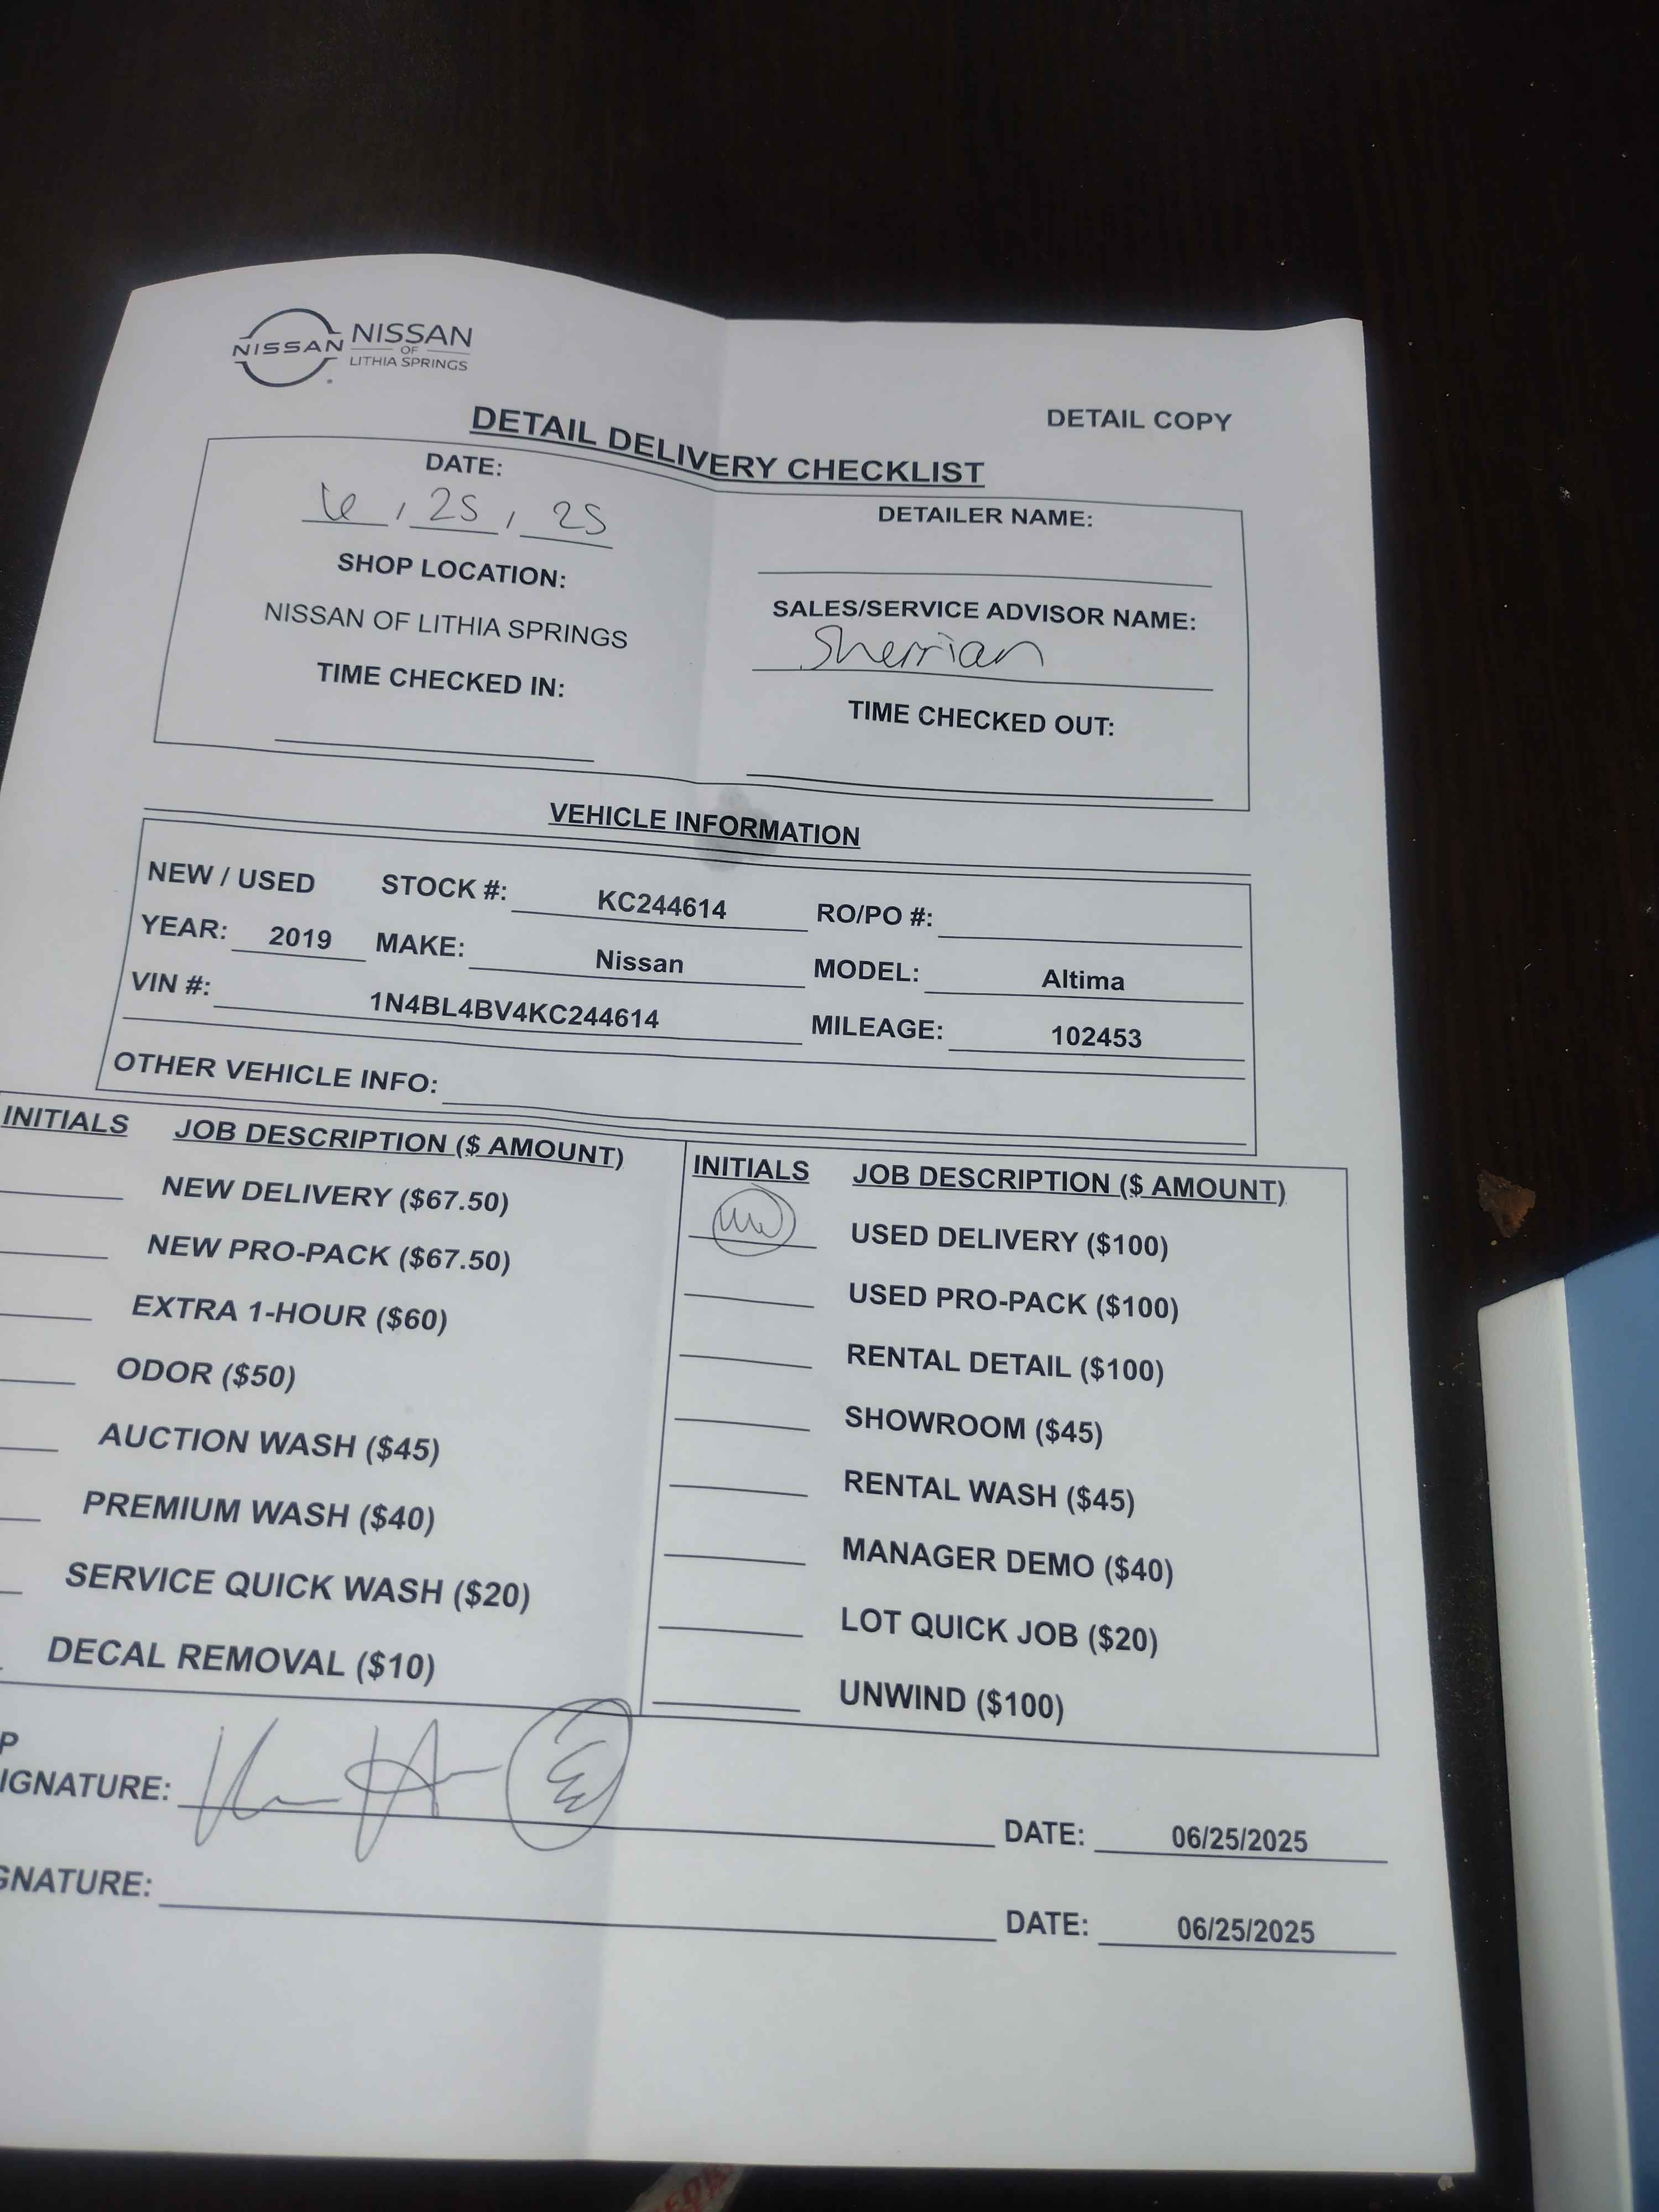 NISSAN NISSAN
OF
LITHIA SPRINGS
DETAIL COPY
DETAIL DELIVERY CHECKLIST
DATE:
6 / 25 / 25
SHOP LOCATION:
NISSAN OF LITHIA SPRINGS
TIME CHECKED IN:
DETAILER NAME:
SALES/SERVICE ADVISOR NAME:
Sherrian
TIME CHECKED OUT:
VEHICLE INFORMATION
NEW / USED STOCK #: KC244614 RO/PO #:
YEAR: 2019 MAKE: Nissan MODEL: Altima
VIN #: 1N4BL4BV4KC244614 MILEAGE: 102453
OTHER VEHICLE INFO:
INITIALS JOB DESCRIPTION ($ AMOUNT)
NEW DELIVERY ($67.50)
NEW PRO-PACK ($67.50)
EXTRA 1-HOUR ($60)
ODOR ($50)
AUCTION WASH ($45)
PREMIUM WASH ($40)
SERVICE QUICK WASH ($20)
DECAL REMOVAL ($10)
INITIALS JOB DESCRIPTION ($ AMOUNT)
USED DELIVERY ($100)
USED PRO-PACK ($100)
RENTAL DETAIL ($100)
SHOWROOM ($45)
RENTAL WASH ($45)
MANAGER DEMO ($40)
LOT QUICK JOB ($20)
UNWIND ($100)
P
IGNATURE: DATE: 06/25/2025
GNATURE: DATE: 06/25/2025